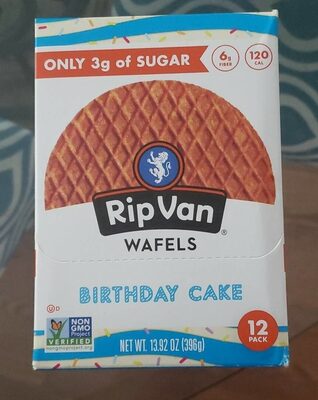 ONLY 3g of SUGAR
6g
FIBER
120
CAL
Rip Van®
WAFELS
BIRTHDAY CAKE
U D
NON
GMO
Project
VERIFIED
nongmoproject.org
12
PACK
NET WT. 13.92 OZ (396g)